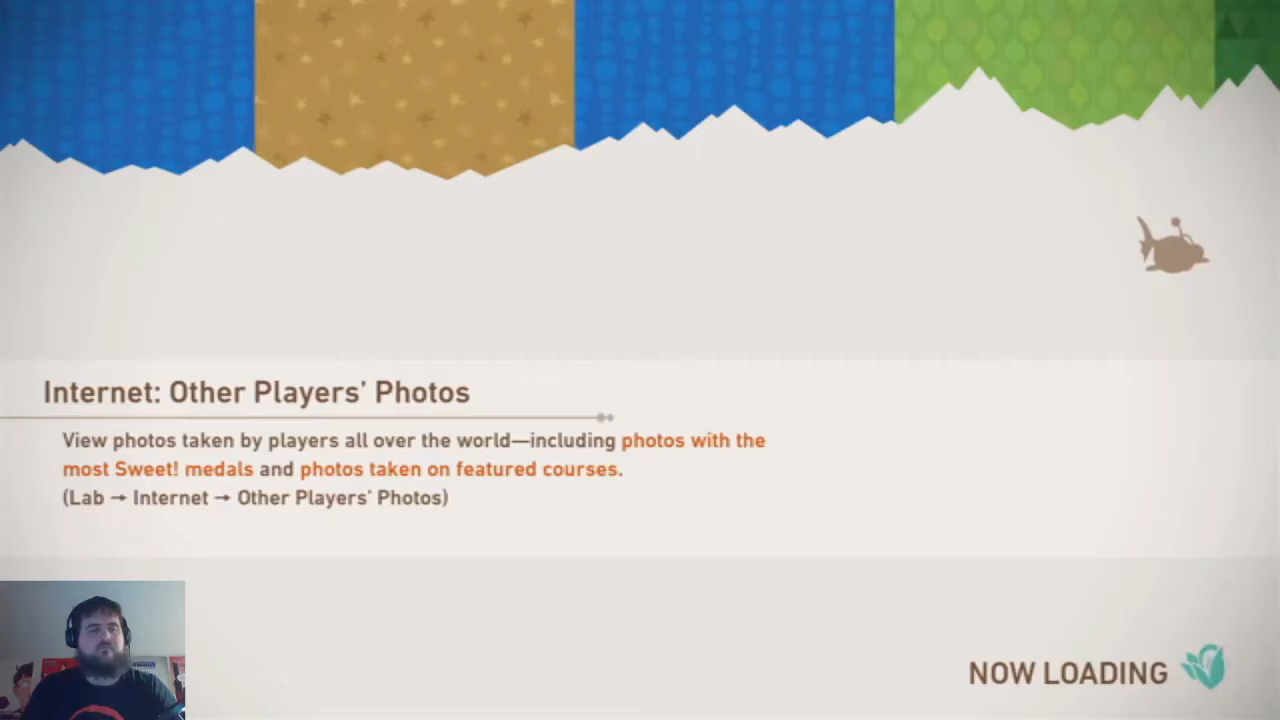 Internet: Other Players’ Photos
View photos taken by players all over the world—including photos with the
most Sweet! medals and photos taken on featured courses.
(Lab → Internet → Other Players’ Photos)
NOW LOADING